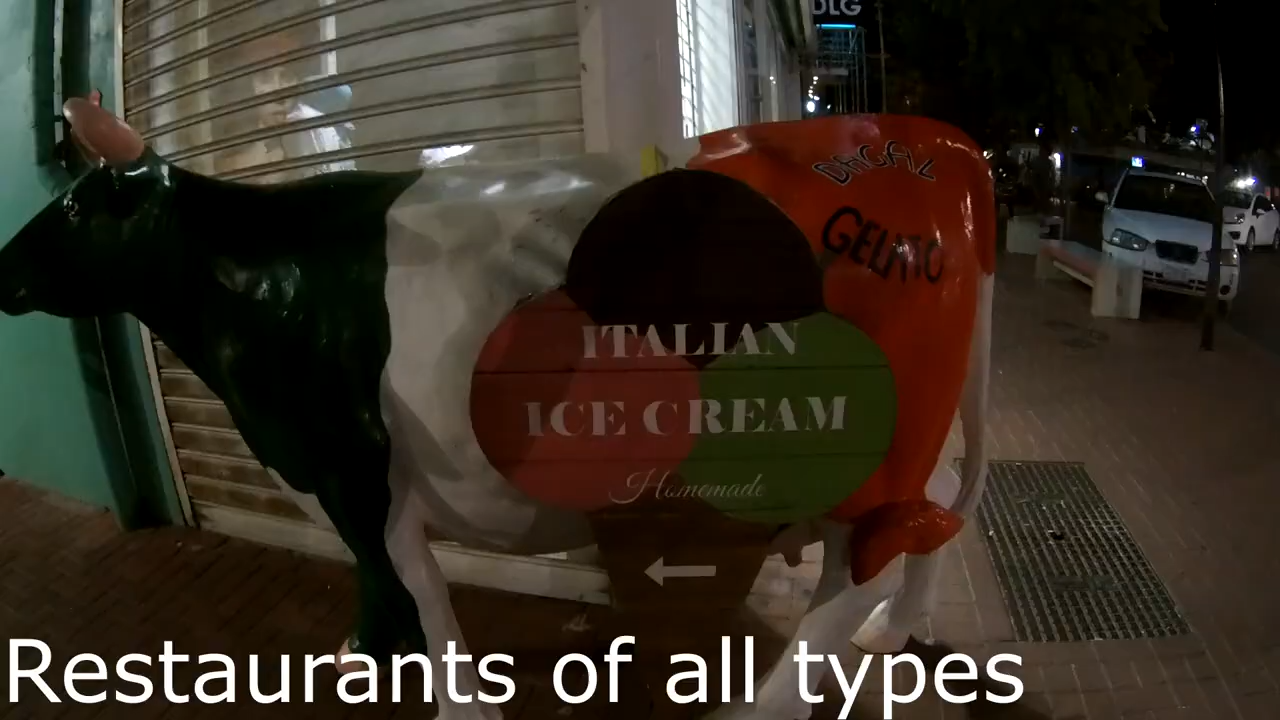 DLG
DAGAL
GELATO
ITALIAN
ICE CREAM
Homemade
Restaurants of all types